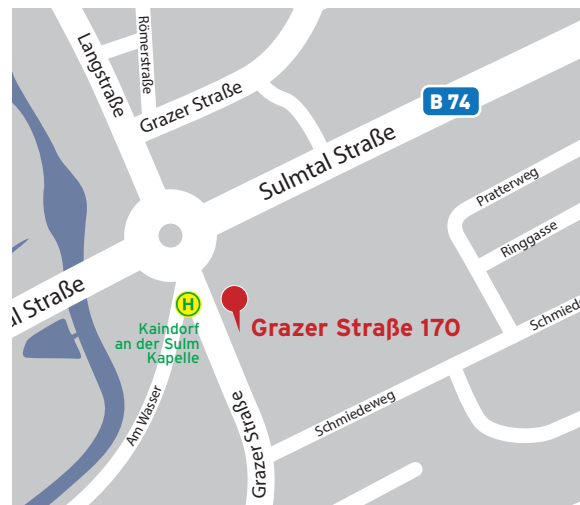 Langstraße
Römerstraße
Grazer Straße
B 74
Sulmtal Straße
Pratterweg
Ringgasse
al Straße
H
Kaindorf
an der Sulm
Kapelle
Grazer Straße 170
Schmiede
Am Wasser
Grazer Straße
Schmiedeweg